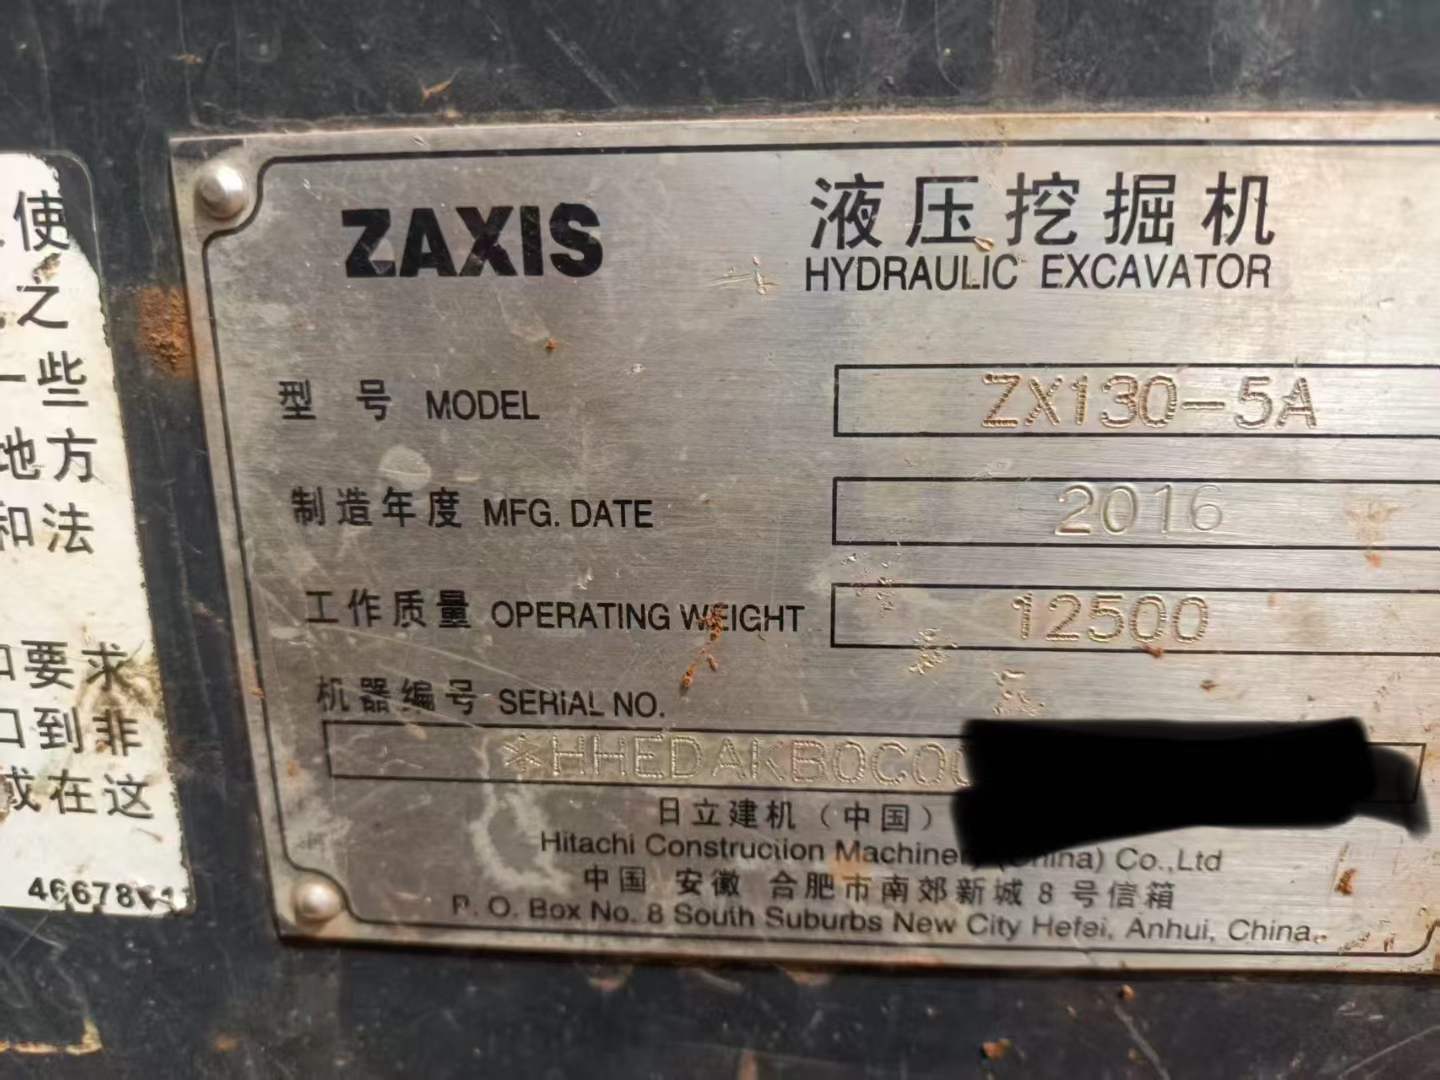 使
之
一些
地方
和法
要求
口到非
或在这
ZAXIS
液压挖掘机
HYDRAULIC EXCAVATOR
型号 MODEL ZX130-5A
制造年度 MFG. DATE 2016
工作质量 OPERATING WEIGHT 12500
机器编号 SERIAL NO.
*HHEDAKB0C00
日立建机（中国）
Hitachi Construction Machinery (China) Co.,Ltd
中国 安徽 合肥市南郊新城8号信箱
P. O. Box No. 8 South Suburbs New City Hefei, Anhui, China.